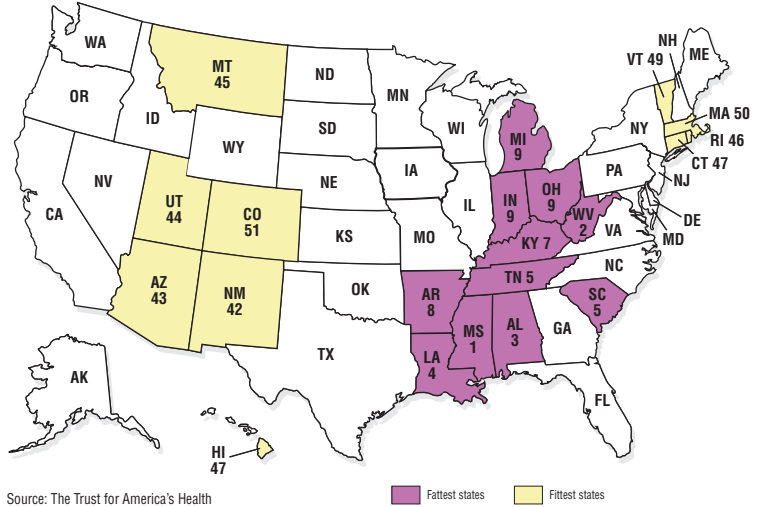 WA
MT
45
ND
MN
OR
ID
SD
WI
MI
9
NH
VT 49
ME
MA 50
RI 46
CT 47
NY
WY
IA
NE
PA
NJ
NV
UT
44
CO
51
IL
IN
9
OH
9
WV
2
DE
MD
VA
CA
KS
MO
KY 7
AZ
43
NM
42
OK
AR
8
TN 5
NC
SC
5
MS
1
AL
3
GA
TX
LA
4
AK
FL
HI
47
Source: The Trust for America's Health
Fattest states
Fittest states